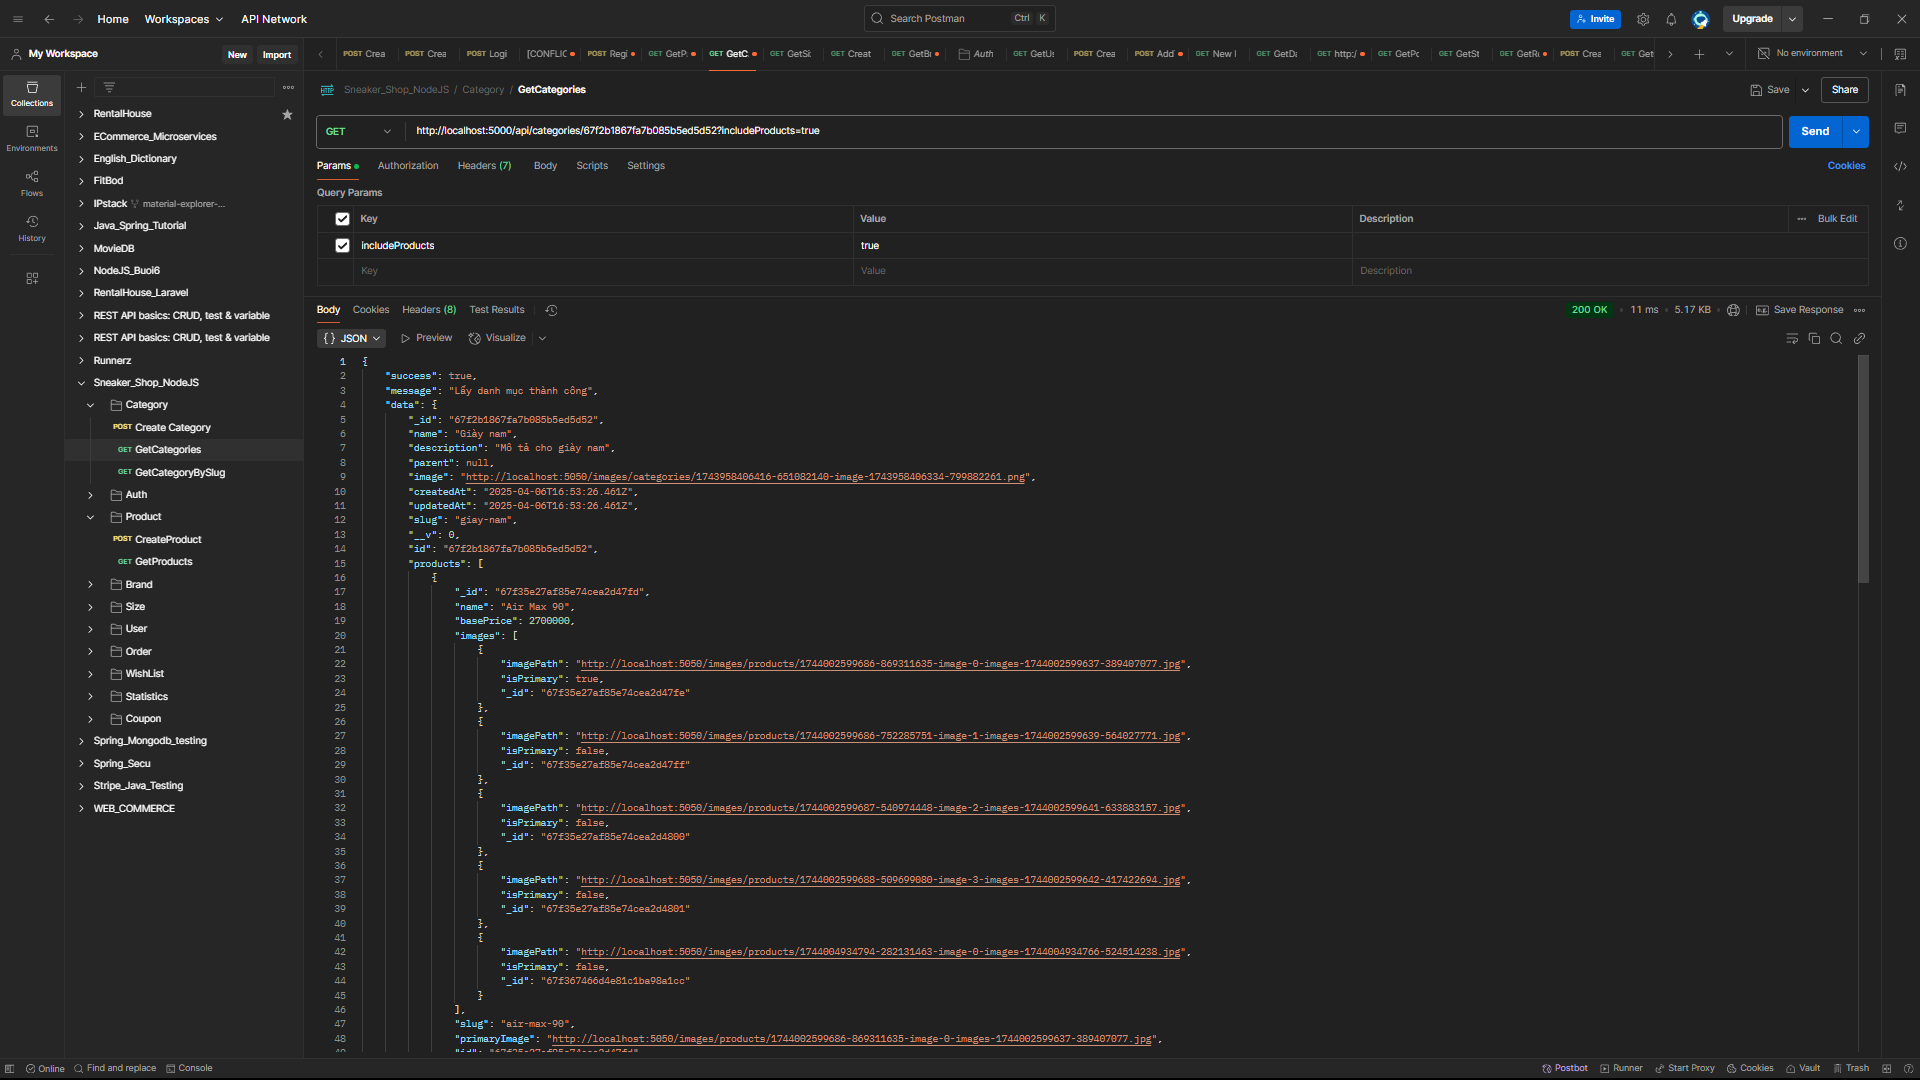 Home Workspaces API Network Search Postman Ctrl K Invite Upgrade
My Workspace New Import
POST Crea POST Crea POST Logi [CONFLIC POST Regi GET GetP GET GetC GET GetSi GET Creat GET GetBr Auth GET GetUs POST Crea POST Add GET New I GET GetDa GET http:/ GET GetPc GET GetSt GET GetRe POST Crea GET Get No environment
Collections
Environments
Flows
History
RentalHouse
ECommerce_Microservices
English_Dictionary
FitBod
IPstack material-explorer-...
Java_Spring_Tutorial
MovieDB
NodeJS_Buoi6
RentalHouse_Laravel
REST API basics: CRUD, test & variable
REST API basics: CRUD, test & variable
Runnerz
Sneaker_Shop_NodeJS
Category
POST Create Category
GET GetCategories
GET GetCategoryBySlug
Auth
Product
POST CreateProduct
GET GetProducts
Brand
Size
User
Order
WishList
Statistics
Coupon
Spring_Mongodb_testing
Spring_Secu
Stripe_Java_Testing
WEB_COMMERCE
HTTP Sneaker_Shop_NodeJS / Category / GetCategories Save Share
GET http://localhost:5000/api/categories/67f2b1867fa7b085b5ed5d52?includeProducts=true Send
Params Authorization Headers (7) Body Scripts Settings Cookies
Query Params
Key Value Description Bulk Edit
includeProducts true
Key Value Description
Body Cookies Headers (8) Test Results 200 OK 11 ms 5.17 KB Save Response
{} JSON Preview Visualize
1 {
2 "success": true,
3 "message": "Lấy danh mục thành công",
4 "data": {
5 "_id": "67f2b1867fa7b085b5ed5d52",
6 "name": "Giày nam",
7 "description": "Mô tả cho giày nam",
8 "parent": null,
9 "image": "http://localhost:5050/images/categories/1743958406416-651082140-image-1743958406334-799882261.png",
10 "createdAt": "2025-04-06T16:53:26.461Z",
11 "updatedAt": "2025-04-06T16:53:26.461Z",
12 "slug": "giay-nam",
13 "__v": 0,
14 "id": "67f2b1867fa7b085b5ed5d52",
15 "products": [
16 {
17 "_id": "67f35e27af85e74cea2d47fd",
18 "name": "Air Max 90",
19 "basePrice": 2700000,
20 "images": [
21 {
22 "imagePath": "http://localhost:5050/images/products/1744002599686-869311635-image-0-images-1744002599637-389407077.jpg",
23 "isPrimary": true,
24 "_id": "67f35e27af85e74cea2d47fe"
25 },
26 {
27 "imagePath": "http://localhost:5050/images/products/1744002599686-752285751-image-1-images-1744002599639-564027771.jpg",
28 "isPrimary": false,
29 "_id": "67f35e27af85e74cea2d47ff"
30 },
31 {
32 "imagePath": "http://localhost:5050/images/products/1744002599687-540974448-image-2-images-1744002599641-633883157.jpg",
33 "isPrimary": false,
34 "_id": "67f35e27af85e74cea2d4800"
35 },
36 {
37 "imagePath": "http://localhost:5050/images/products/1744002599688-509699080-image-3-images-1744002599642-417422694.jpg",
38 "isPrimary": false,
39 "_id": "67f35e27af85e74cea2d4801"
40 },
41 {
42 "imagePath": "http://localhost:5050/images/products/1744004934794-282131463-image-0-images-1744004934766-524514238.jpg",
43 "isPrimary": false,
44 "_id": "67f367466d4e81c1ba98a1cc"
45 }
46 ],
47 "slug": "air-max-90",
48 "primaryImage": "http://localhost:5050/images/products/1744002599686-869311635-image-0-images-1744002599637-389407077.jpg",
49 "id": "67f35e27af85e74cea2d47fd"
Online Find and replace Console Postbot Runner Start Proxy Cookies Vault Trash